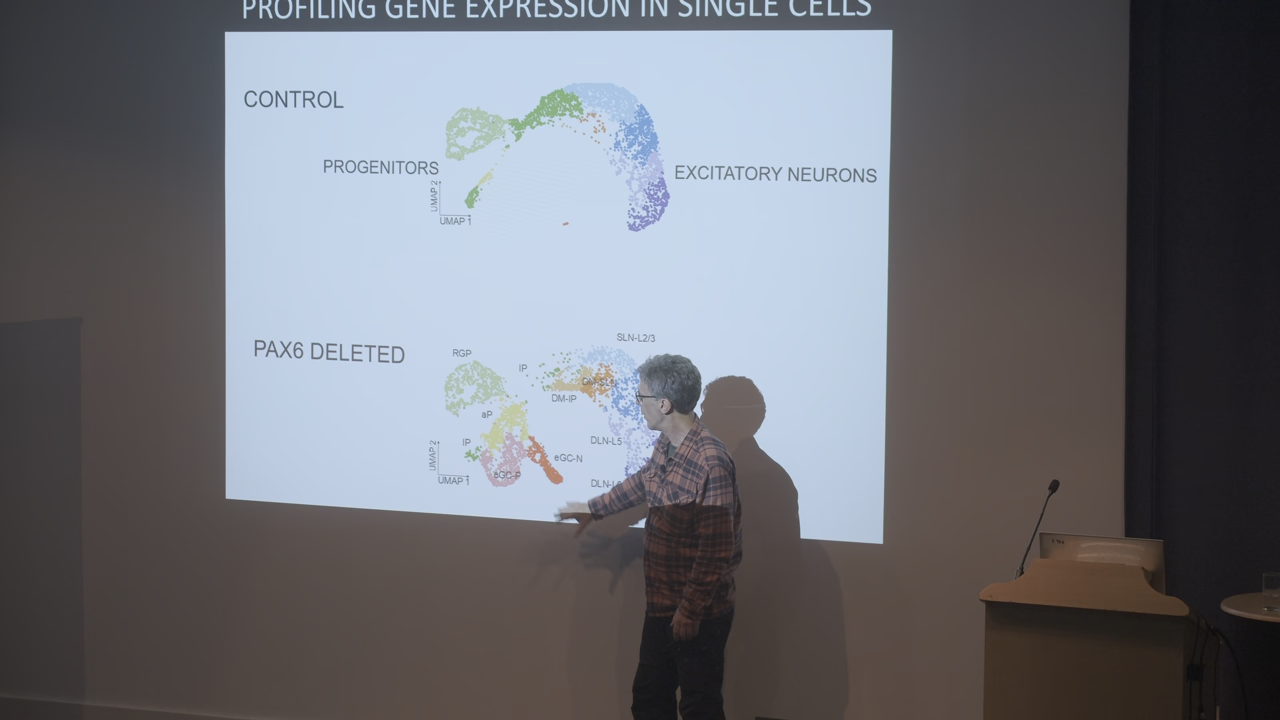 PROFILING GENE EXPRESSION IN SINGLE CELLS
CONTROL
PROGENITORS
EXCITATORY NEURONS
UMAP 2
UMAP 1
PAX6 DELETED
SLN-L2/3
RGP
IP
DM-IP
aP
DLN-L5
IP
eGC-N
eGC-P
UMAP 2
UMAP 1